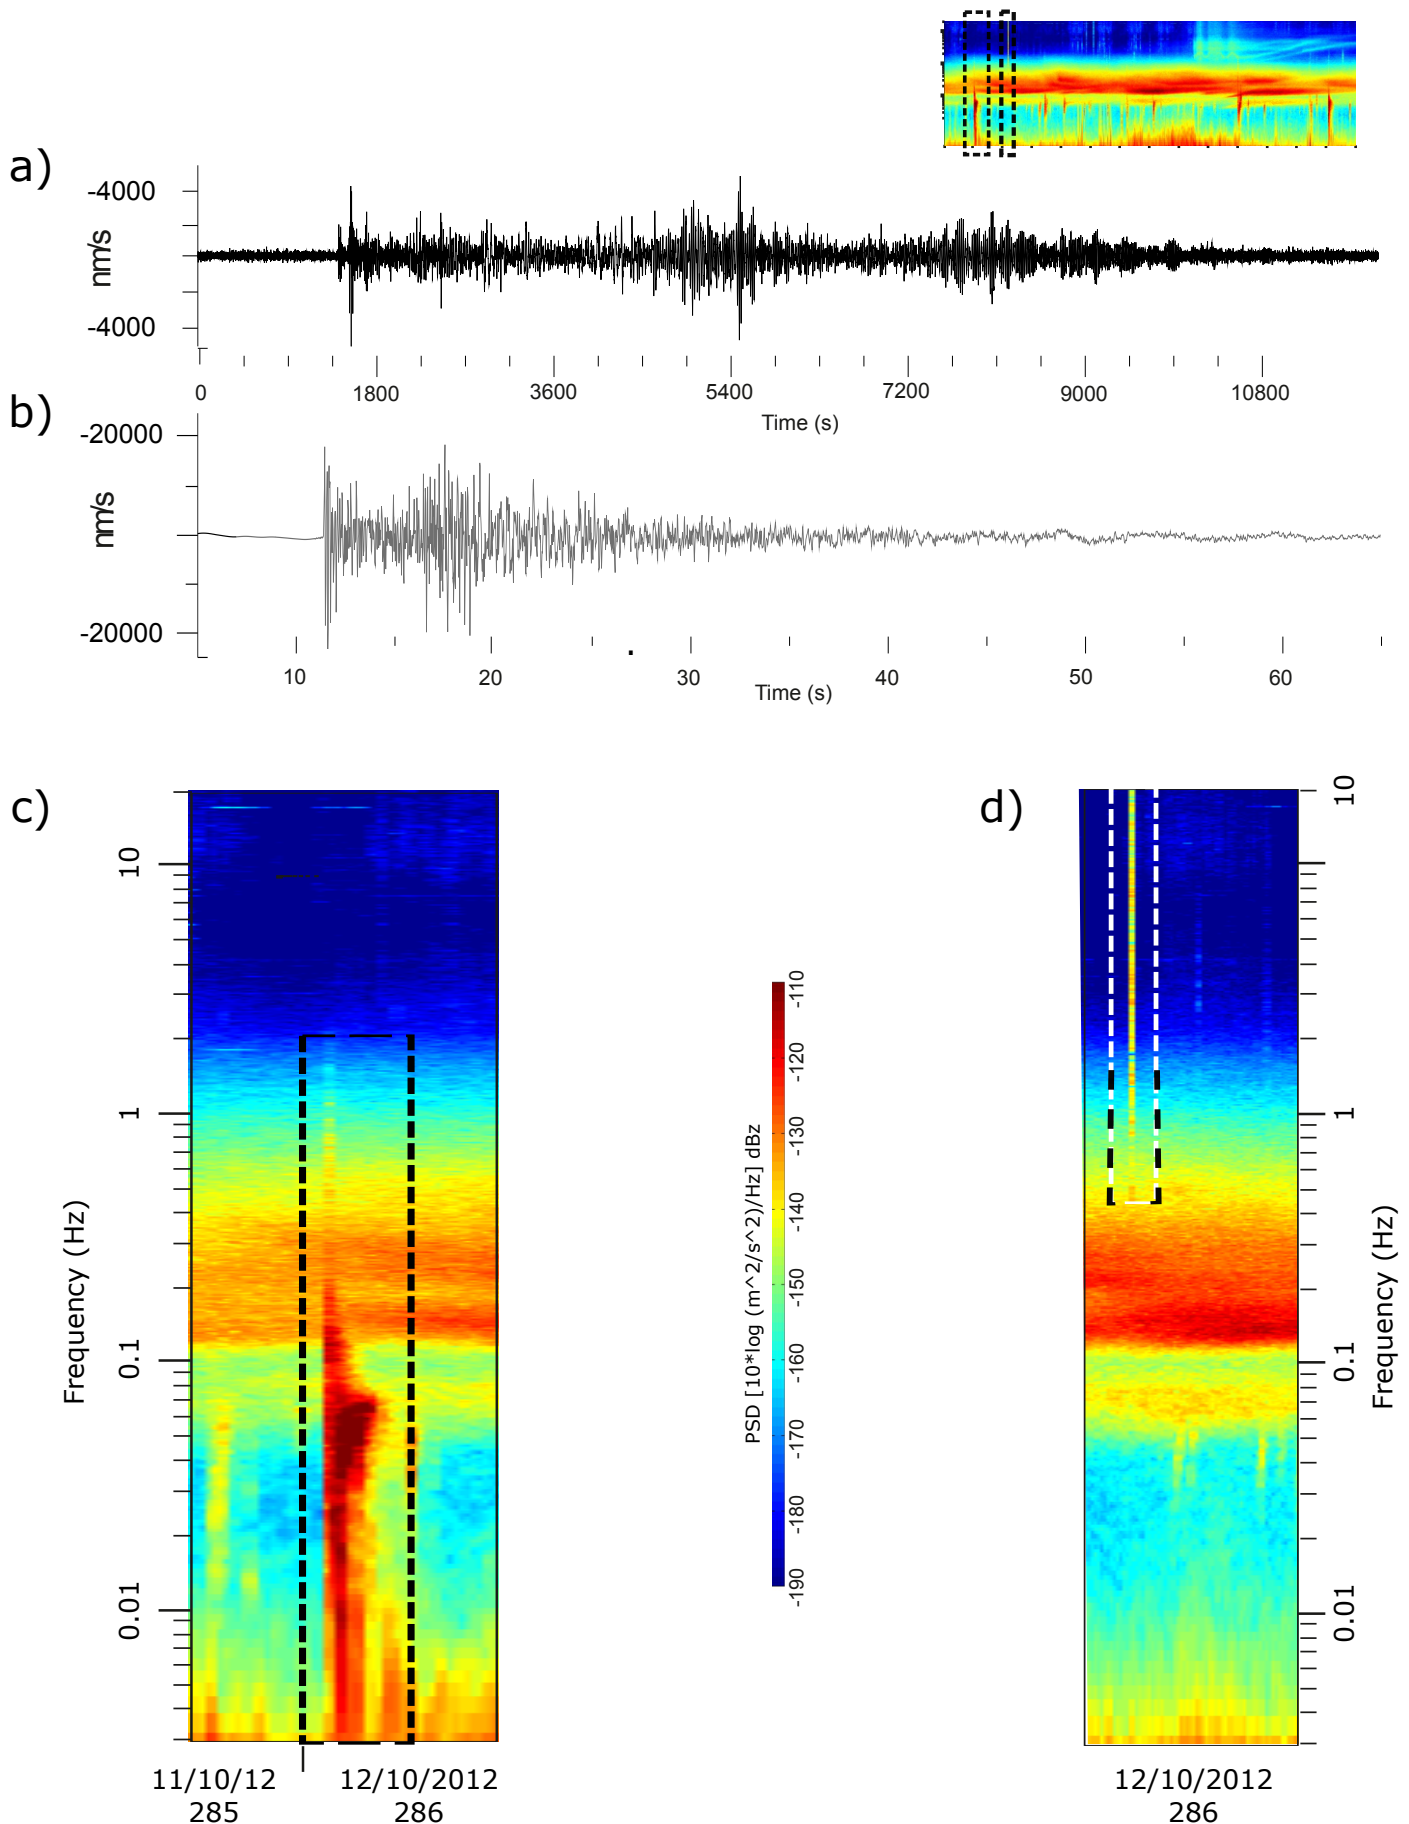 a)
-4000
nm/s
-4000
0 1800 3600 5400 7200 9000 10800
Time (s)
b)
-20000
nm/s
-20000
10 20 30 40 50 60
Time (s)
c)
10
1
0.1
0.01
Frequency (Hz)
11/10/12 12/10/2012
285 286
PSD [10*log (m^2/s^2)/Hz] dBz
-110
-120
-130
-140
-150
-160
-170
-180
-190
d)
10
1
0.1
0.01
Frequency (Hz)
12/10/2012
286